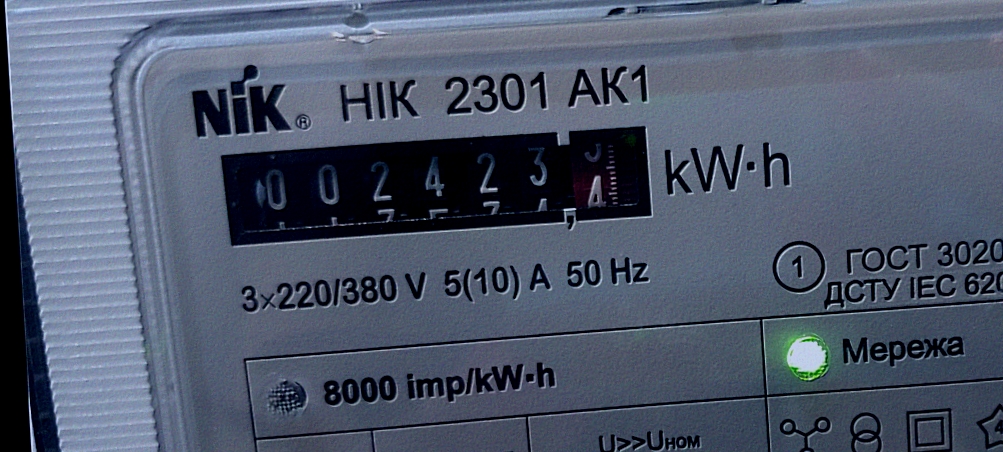 NiK® НІК 2301 АК1
002423, kW·h
3×220/380 V 5(10) A 50 Hz
1 ГОСТ 3020
ДСТУ IEC 620
8000 imp/kW·h
Мережа
U>>Uном
4